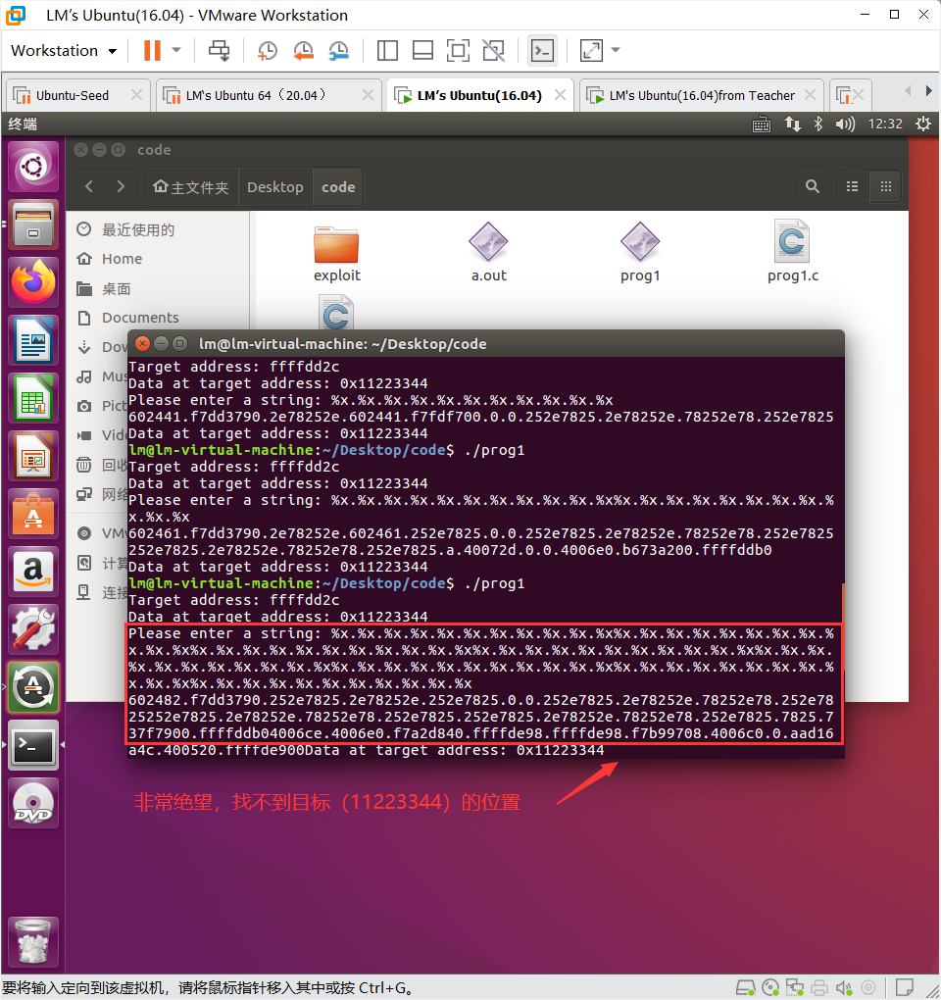 LM’s Ubuntu(16.04) - VMware Workstation
Workstation
Ubuntu-Seed
LM‘s Ubuntu 64（20.04）
LM’s Ubuntu(16.04)
LM's Ubuntu(16.04)from Teacher
终端
12:32
code
主文件夹 Desktop code
最近使用的
Home
桌面
Documents
Dow
Mus
Pict
Vide
回收
网络
VMw
计算
连接
exploit
a.out
prog1
prog1.c
lm@lm-virtual-machine: ~/Desktop/code
Target address: ffffdd2c
Data at target address: 0x11223344
Please enter a string: %x.%x.%x.%x.%x.%x.%x.%x.%x.%x.%x
602441.f7dd3790.2e78252e.602441.f7fdf700.0.0.252e7825.2e78252e.78252e78.252e7825
Data at target address: 0x11223344
lm@lm-virtual-machine:~/Desktop/code$ ./prog1
Target address: ffffdd2c
Data at target address: 0x11223344
Please enter a string: %x.%x.%x.%x.%x.%x.%x.%x.%x.%x.%x%x.%x.%x.%x.%x.%x.%x.%x.%
x.%x.%x
602461.f7dd3790.2e78252e.602461.252e7825.0.0.252e7825.2e78252e.78252e78.252e7825
252e7825.2e78252e.78252e78.252e7825.a.40072d.0.0.4006e0.b673a200.ffffddb0
Data at target address: 0x11223344
lm@lm-virtual-machine:~/Desktop/code$ ./prog1
Target address: ffffdd2c
Data at target address: 0x11223344
Please enter a string: %x.%x.%x.%x.%x.%x.%x.%x.%x.%x.%x%x.%x.%x.%x.%x.%x.%x.%x.%
x.%x.%x%x.%x.%x.%x.%x.%x.%x.%x.%x.%x.%x%x.%x.%x.%x.%x.%x.%x.%x.%x.%x.%x%x.%x.%x.
%x.%x.%x.%x.%x.%x.%x.%x%x.%x.%x.%x.%x.%x.%x.%x.%x.%x.%x%x.%x.%x.%x.%x.%x.%x.%x.%
x.%x.%x%x.%x.%x.%x.%x.%x.%x.%x.%x.%x.%x
602482.f7dd3790.252e7825.2e78252e.252e7825.0.0.252e7825.2e78252e.78252e78.252e78
25252e7825.2e78252e.78252e78.252e7825.78252e78.252e7825.2e78252e.78252e78.7825.7
37f7900.ffffddb04006ce.4006e0.f7a2d840.ffffde98.ffffde98.f7b99708.4006c0.0.aad16
a4c.400520.ffffde900Data at target address: 0x11223344
非常绝望，找不到目标（11223344）的位置
要将输入定向到该虚拟机，请将鼠标指针移入其中或按 Ctrl+G。